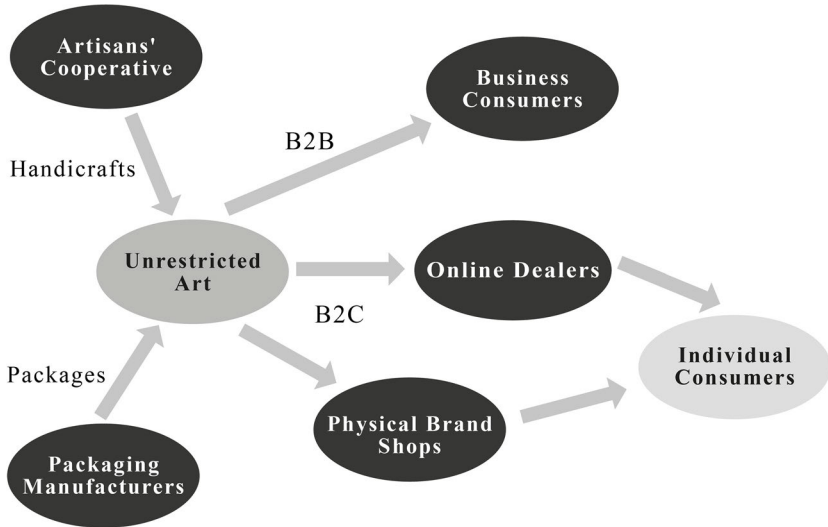 Artisans'
Cooperative
Business
Consumers
B2B
Handicrafts
Unrestricted
Art
Online Dealers
B2C
Individual
Consumers
Packages
Physical Brand
Shops
Packaging
Manufacturers